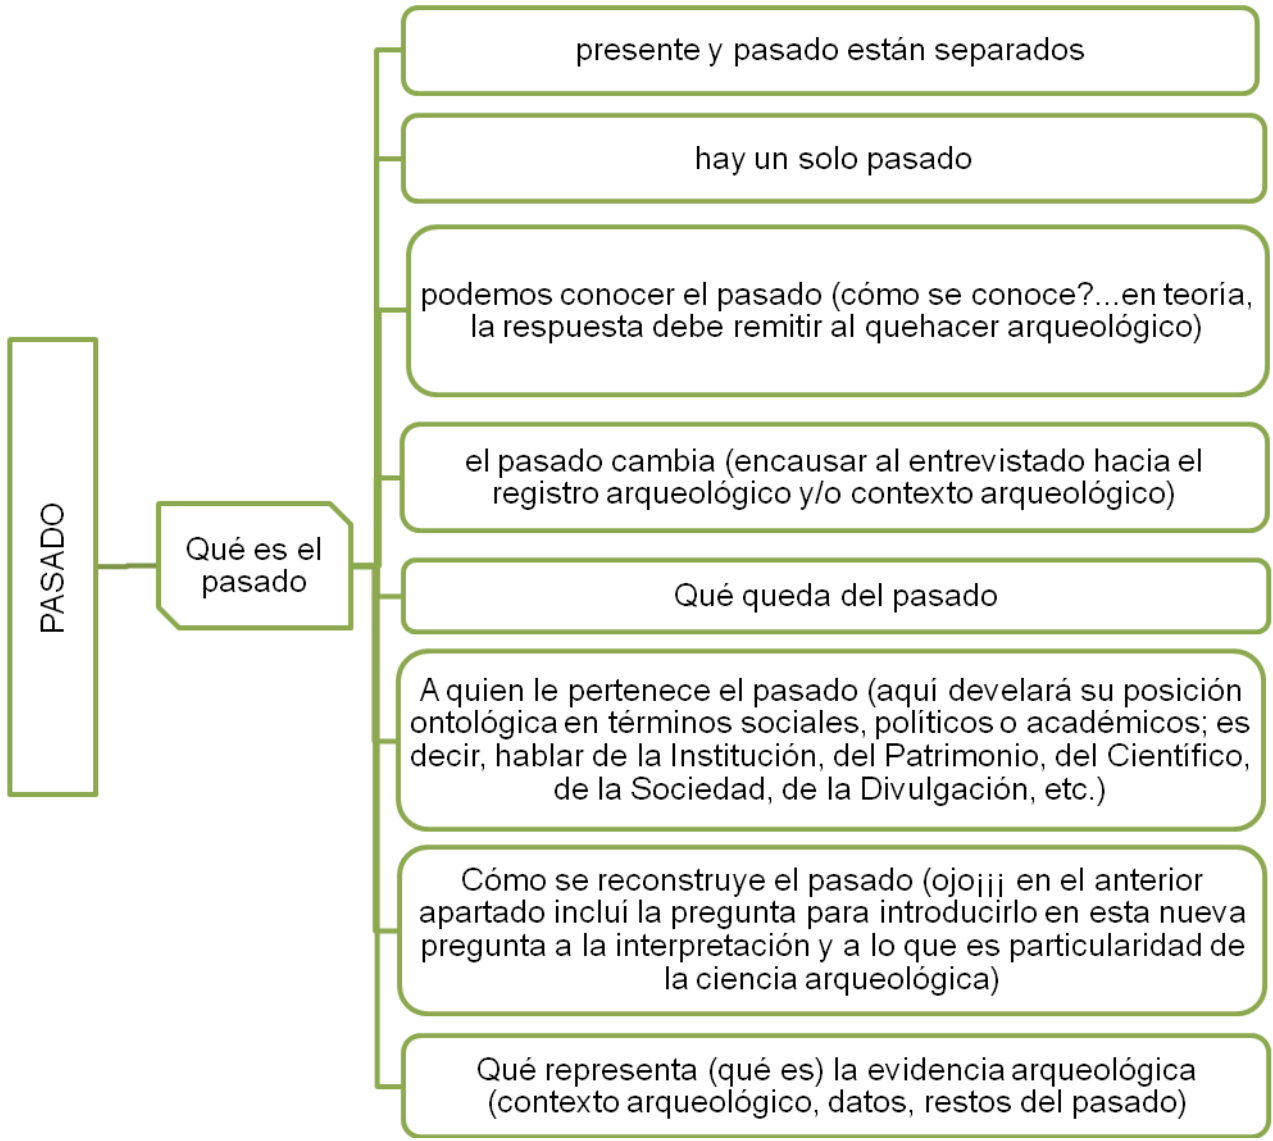 PASADO
Qué es el
pasado
presente y pasado están separados
hay un solo pasado
podemos conocer el pasado (cómo se conoce?...en teoría,
la respuesta debe remitir al quehacer arqueológico)
el pasado cambia (encausar al entrevistado hacia el
registro arqueológico y/o contexto arqueológico)
Qué queda del pasado
A quien le pertenece el pasado (aquí develará su posición
ontológica en términos sociales, políticos o académicos; es
decir, hablar de la Institución, del Patrimonio, del Científico,
de la Sociedad, de la Divulgación, etc.)
Cómo se reconstruye el pasado (ojo¡¡¡ en el anterior
apartado incluí la pregunta para introducirlo en esta nueva
pregunta a la interpretación y a lo que es particularidad de
la ciencia arqueológica)
Qué representa (qué es) la evidencia arqueológica
(contexto arqueológico, datos, restos del pasado)